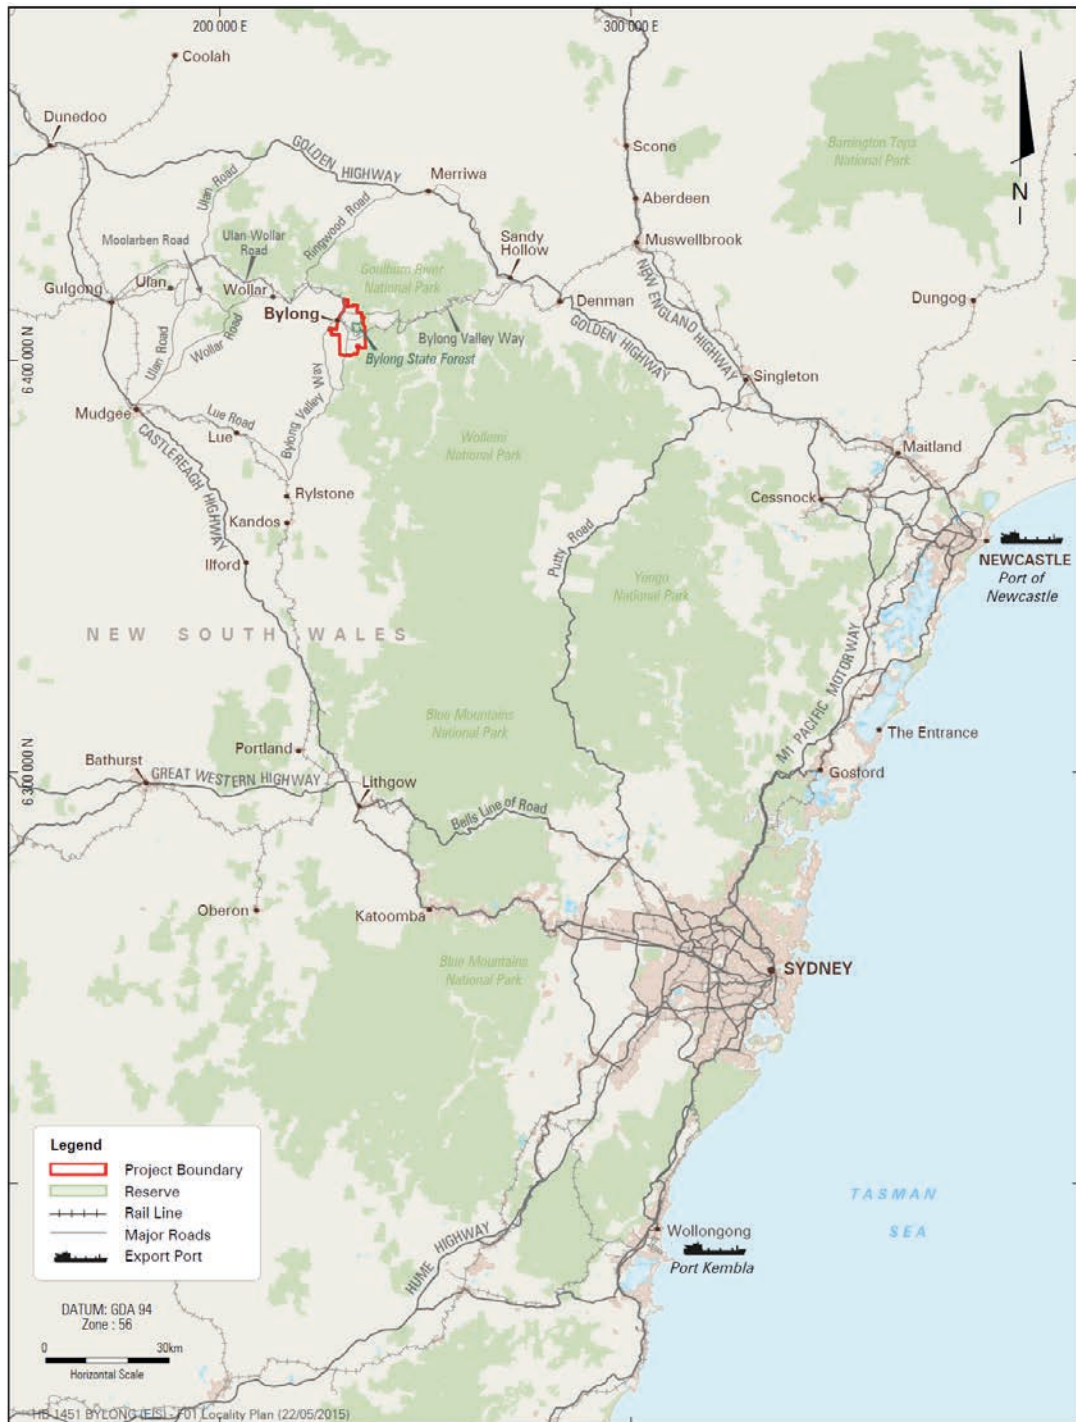 200 000 E
300 000 E
Coolah
Dunedoo
GOLDEN HIGHWAY
Scone
Barrington Tops
National Park
Merriwa
Ulan Road
Aberdeen
N
Ringwood Road
Moolarben Road
Ulan-Wollar
Road
Sandy
Hollow
Muswellbrook
Goulburn River
National Park
Gulgong
Ulan
Wollar
NEW ENGLAND HIGHWAY
Denman
Dungog
Bylong
Bylong Valley Way
Wollar Road
Ulan Road
GOLDEN HIGHWAY
Bylong State Forest
6 400 000 N
Singleton
Mudgee
Lue Road
Bylong Valley Way
Lue
Wollemi
National Park
Maitland
CASTLEREAGH HIGHWAY
Rylstone
Cessnock
Kandos
Putty Road
Ilford
NEWCASTLE
Port of
Newcastle
Yengo
National Park
NEW SOUTH WALES
M1 PACIFIC MOTORWAY
Blue Mountains
National Park
The Entrance
Portland
Bathurst
GREAT WESTERN HIGHWAY
6 300 000 N
Lithgow
Gosford
Bells Line of Road
Oberon
Katoomba
Blue Mountains
National Park
SYDNEY
Legend
Project Boundary
Reserve
Rail Line
Major Roads
Export Port
TASMAN
SEA
HUME HIGHWAY
Wollongong
Port Kembla
DATUM: GDA 94
Zone : 56
0 30km
Horizontal Scale
HB 1451 BYLONG (EIS) - F01 Locality Plan (22/05/2015)